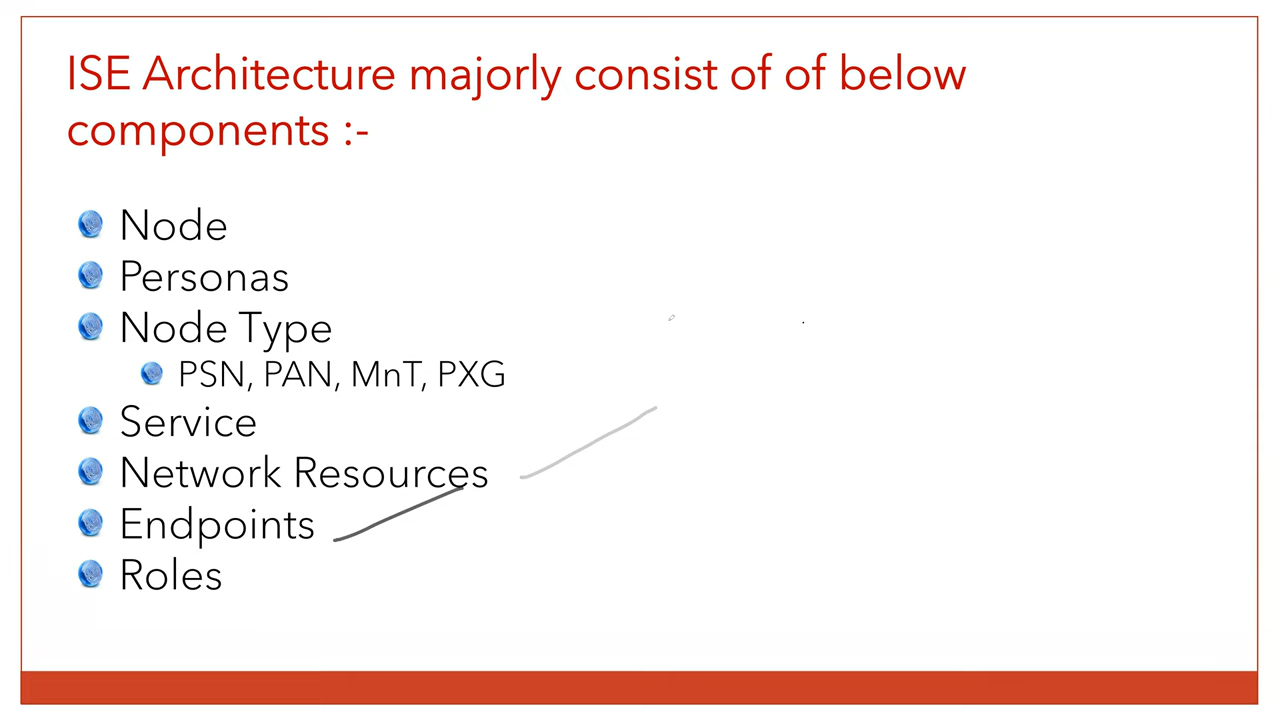 ISE Architecture majorly consist of of below
components :-
Node
Personas
Node Type
PSN, PAN, MnT, PXG
Service
Network Resources
Endpoints
Roles